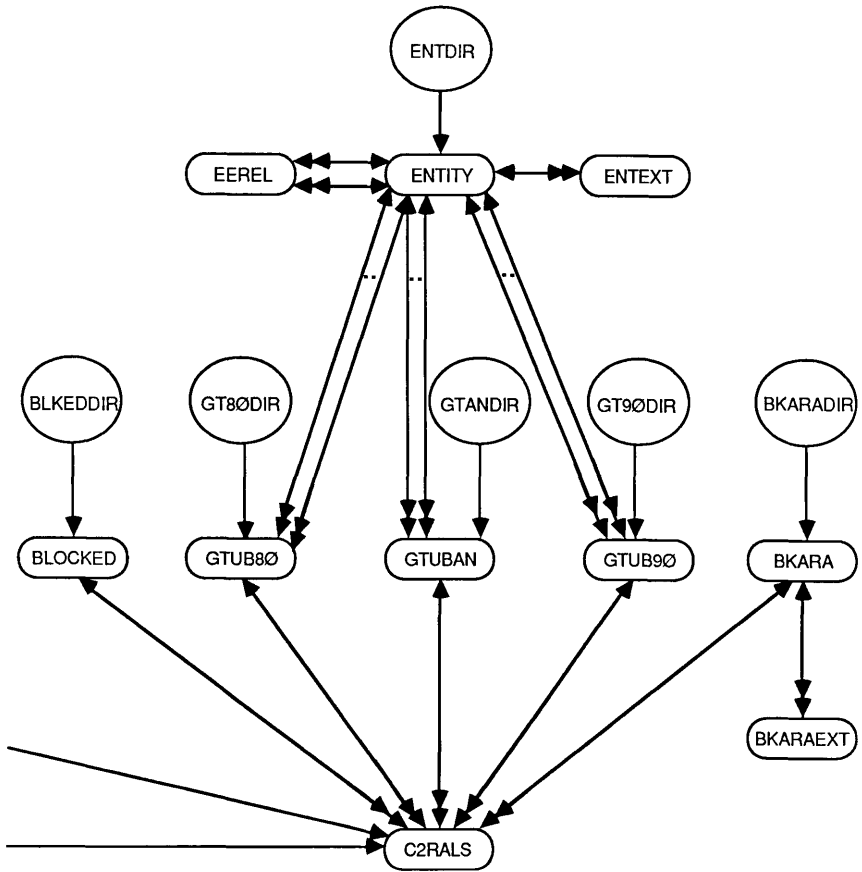 ENTDIR
EEREL
ENTITY
ENTEXT
BLKEDDIR
GT8ØDIR
GTANDIR
GT9ØDIR
BKARADIR
BLOCKED
GTUB8Ø
GTUBAN
GTUB9Ø
BKARA
BKARAEXT
C2RALS